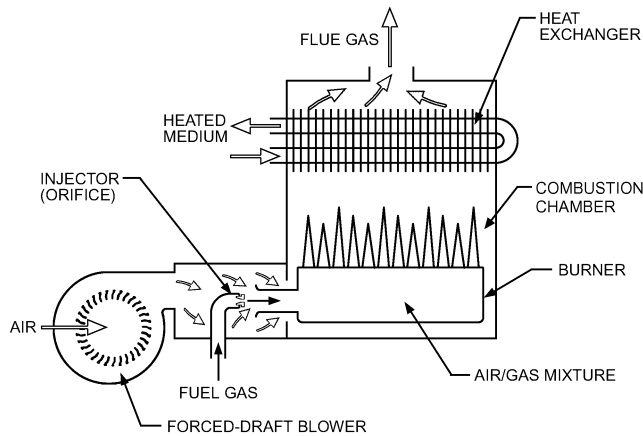 FLUE GAS
HEAT
EXCHANGER
HEATED
MEDIUM
INJECTOR
(ORIFICE)
COMBUSTION
CHAMBER
BURNER
AIR
FUEL GAS
AIR/GAS MIXTURE
FORCED-DRAFT BLOWER